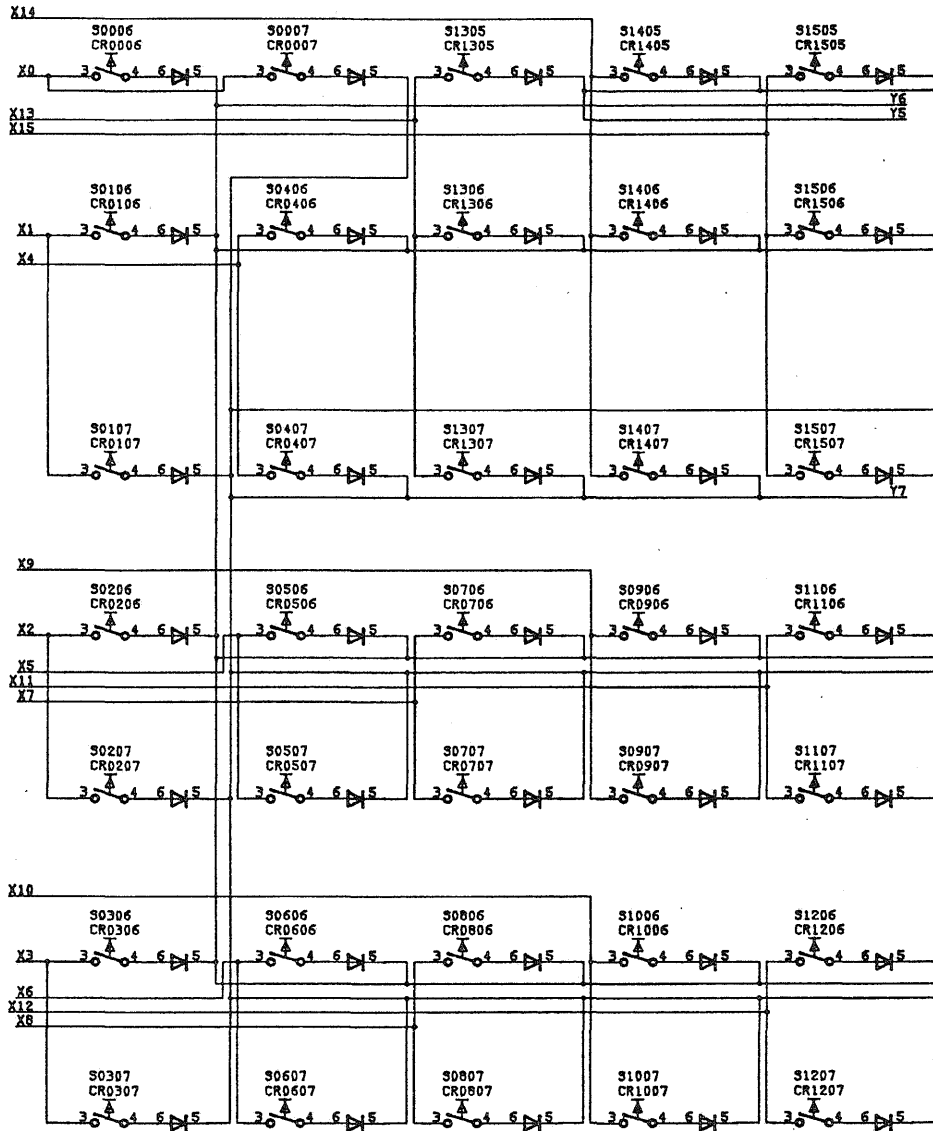 X14
S0006 S0007 S1305 S1405 S1505
CR0006 CR0007 CR1305 CR1405 CR1505
X0 3 4 6 5 3 4 6 5 3 4 6 5 3 4 6 5 3 4 6 5
Y6
X13 Y5
X15
S0106 S0406 S1306 S1406 S1506
CR0106 CR0406 CR1306 CR1406 CR1506
X1 3 4 6 5 3 4 6 5 3 4 6 5 3 4 6 5 3 4 6 5
X4
S0107 S0407 S1307 S1407 S1507
CR0107 CR0407 CR1307 CR1407 CR1507
3 4 6 5 3 4 6 5 3 4 6 5 3 4 6 5 3 4 6 5
Y7
X9
S0206 S0506 S0706 S0906 S1106
CR0206 CR0506 CR0706 CR0906 CR1106
X2 3 4 6 5 3 4 6 5 3 4 6 5 3 4 6 5 3 4 6 5
X5
X11
X7
S0207 S0507 S0707 S0907 S1107
CR0207 CR0507 CR0707 CR0907 CR1107
3 4 6 5 3 4 6 5 3 4 6 5 3 4 6 5 3 4 6 5
X10
S0306 S0606 S0806 S1006 S1206
CR0306 CR0606 CR0806 CR1006 CR1206
X3 3 4 6 5 3 4 6 5 3 4 6 5 3 4 6 5 3 4 6 5
X6
X12
X8
S0307 S0607 S0807 S1007 S1207
CR0307 CR0607 CR0807 CR1007 CR1207
3 4 6 5 3 4 6 5 3 4 6 5 3 4 6 5 3 4 6 5